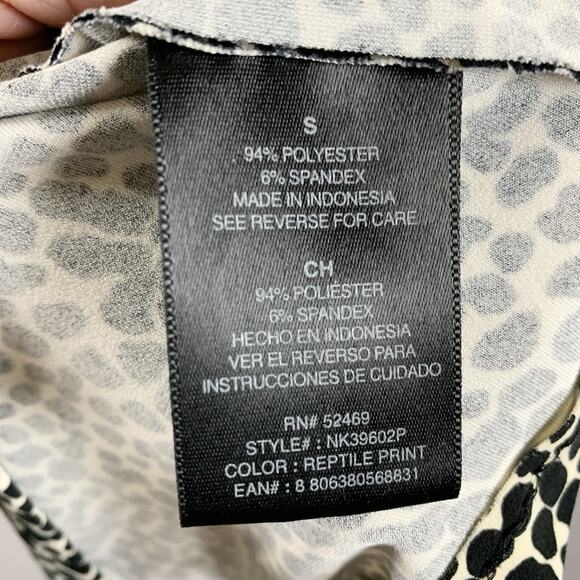 S
94% POLYESTER
6% SPANDEX
MADE IN INDONESIA
SEE REVERSE FOR CARE
CH
94% POLIÉSTER
6% SPANDEX
HECHO EN INDONESIA
VER EL REVERSO PARA
INSTRUCCIONES DE CUIDADO
RN# 52469
STYLE# : NK39602P
COLOR : REPTILE PRINT
EAN# : 8 806380568831